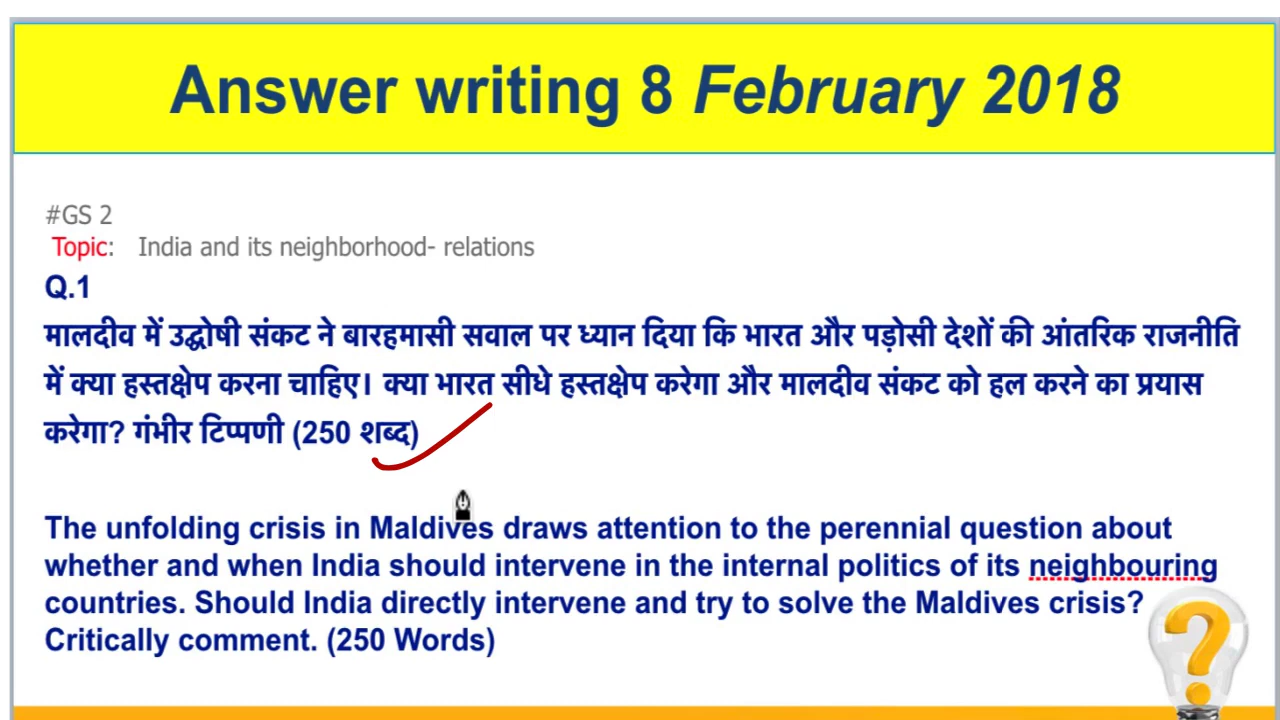 Answer writing 8 February 2018
#GS 2
Topic: India and its neighborhood- relations
Q.1
मालदीव में उद्घोषी संकट ने बारहमासी सवाल पर ध्यान दिया कि भारत और पड़ोसी देशों की आंतरिक राजनीति
में क्या हस्तक्षेप करना चाहिए। क्या भारत सीधे हस्तक्षेप करेगा और मालदीव संकट को हल करने का प्रयास
करेगा? गंभीर टिप्पणी (250 शब्द)
The unfolding crisis in Maldives draws attention to the perennial question about
whether and when India should intervene in the internal politics of its neighbouring
countries. Should India directly intervene and try to solve the Maldives crisis?
Critically comment. (250 Words)